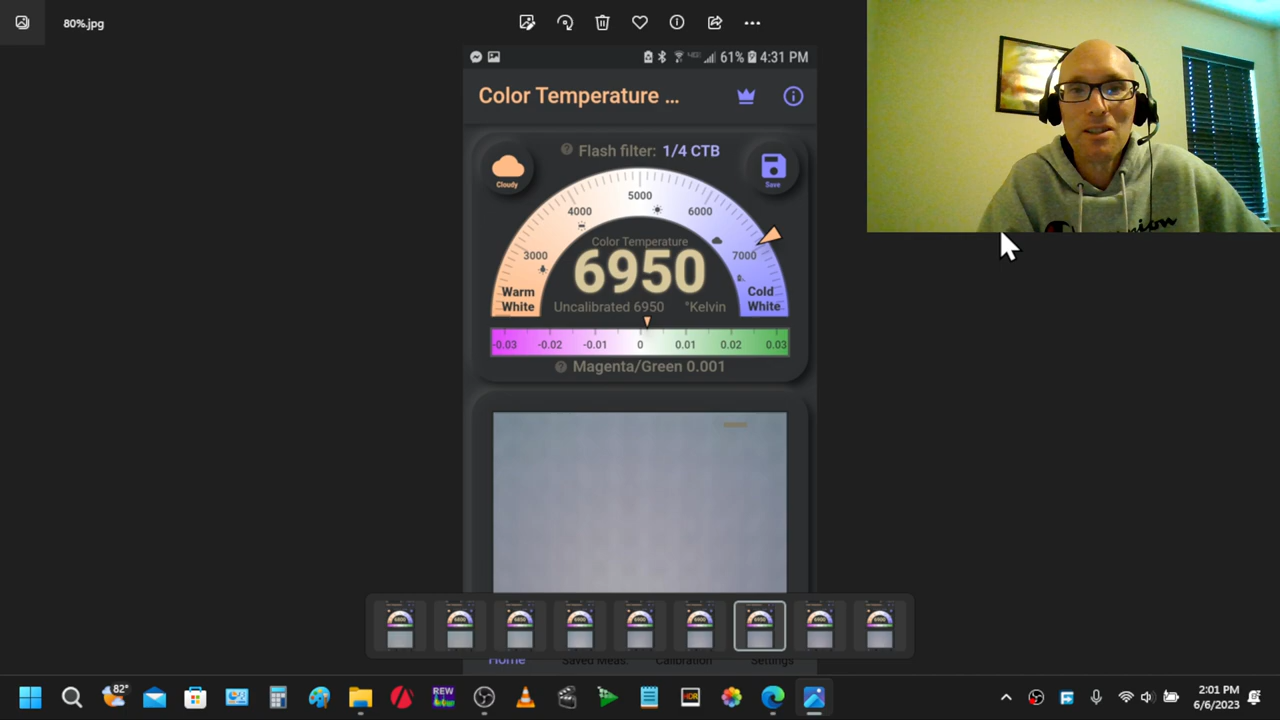 80%.jpg
61% 4:31 PM
Color Temperature ...
Flash filter: 1/4 CTB
Cloudy
Save
3000
4000
5000
6000
7000
Color Temperature
6950
Warm
White
Uncalibrated 6950 °Kelvin
Cold
White
-0.03 -0.02 -0.01 0 0.01 0.02 0.03
Magenta/Green 0.001
Home Saved Meas. Calibration Settings
82°
REW
HDR
2:01 PM
6/6/2023